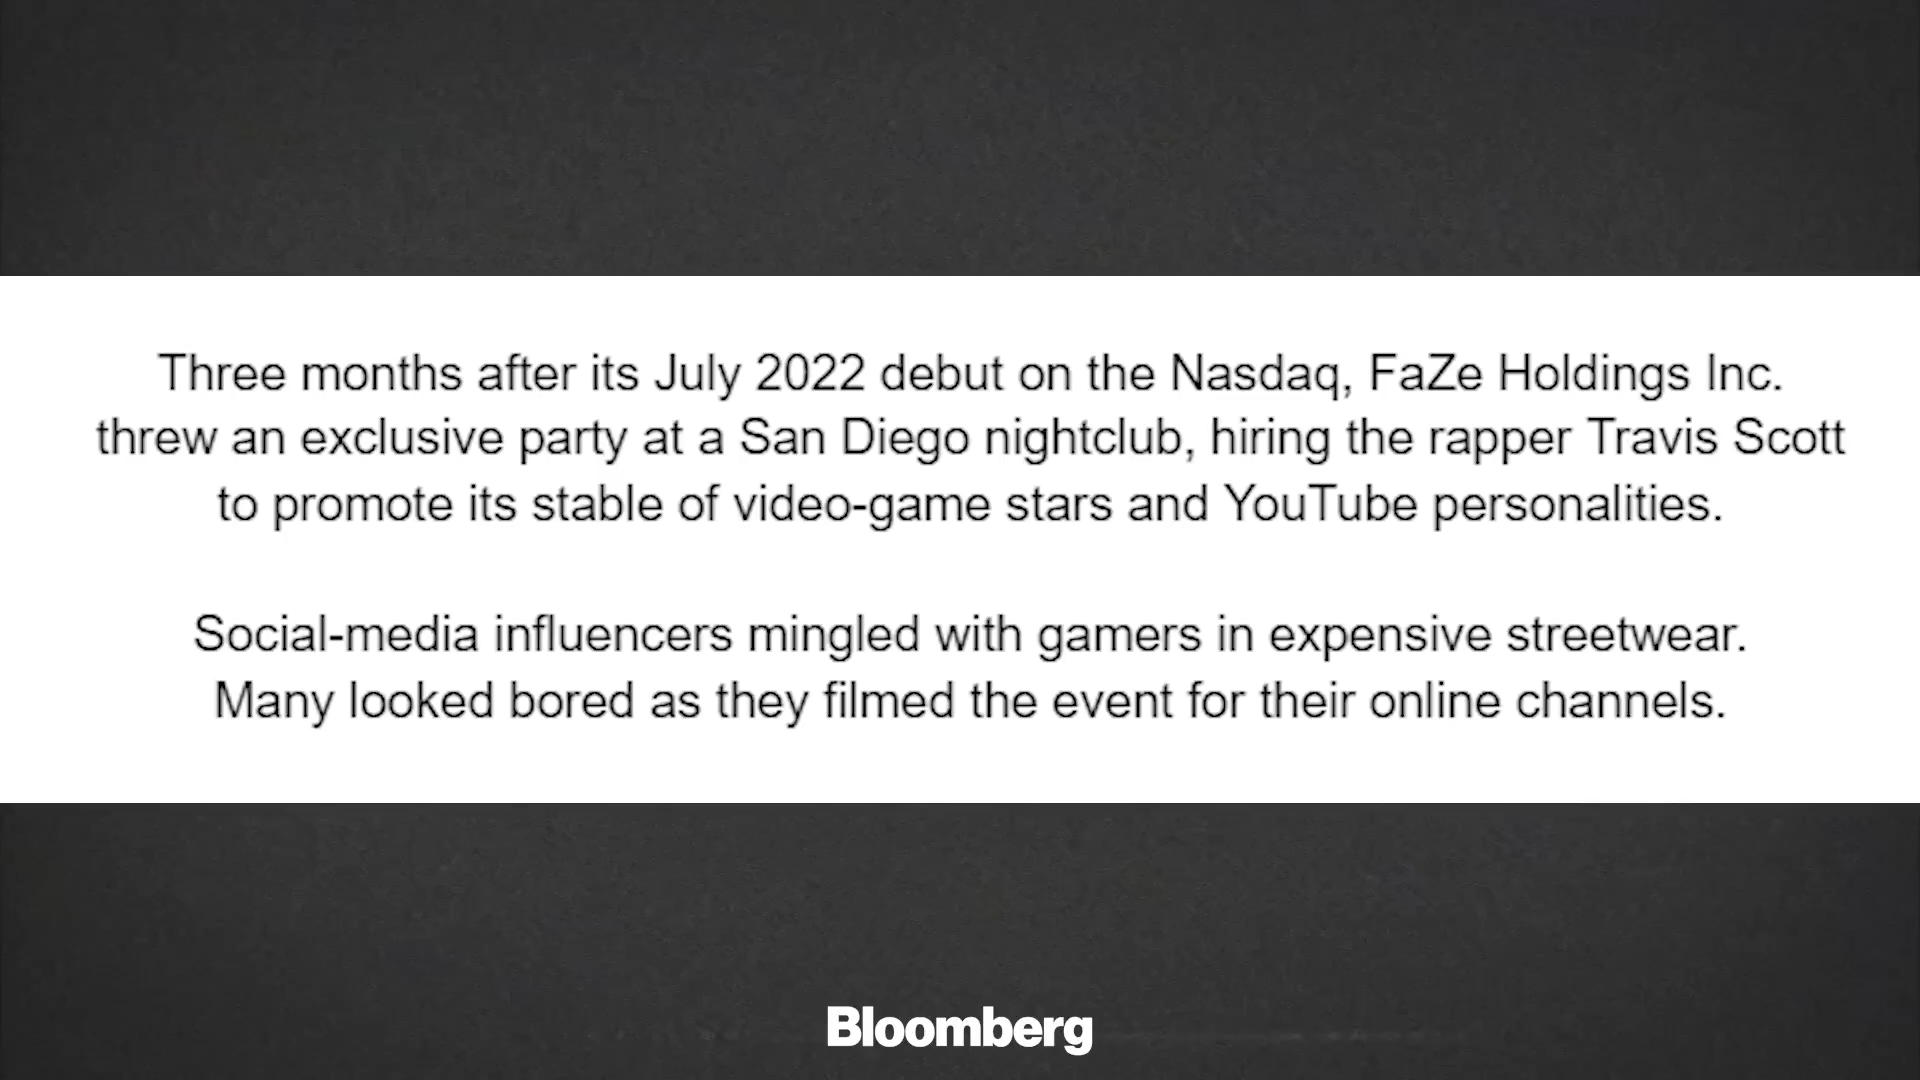 Three months after its July 2022 debut on the Nasdaq, FaZe Holdings Inc.
threw an exclusive party at a San Diego nightclub, hiring the rapper Travis Scott
to promote its stable of video-game stars and YouTube personalities.
Social-media influencers mingled with gamers in expensive streetwear.
Many looked bored as they filmed the event for their online channels.
Bloomberg